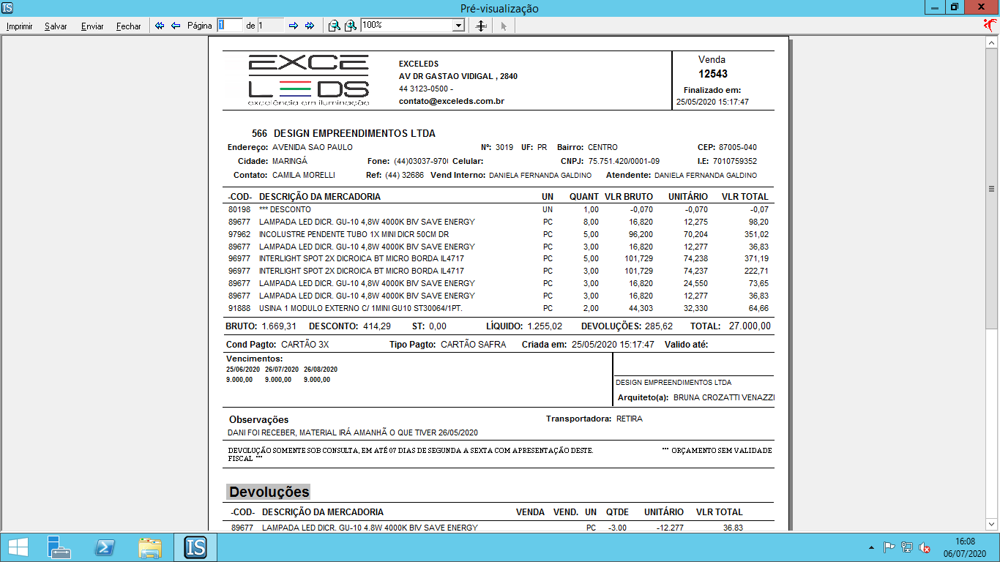 Pré-visualização
Imprimir Salvar Enviar Fechar Página 1 de 1 100%
EXCE
LEDS
excelência em iluminação
EXCELEDS
AV DR GASTAO VIDIGAL , 2840
44 3123-0500 -
contato@exceleds.com.br
Venda
12543
Finalizado em:
25/05/2020 15:17:47
566 DESIGN EMPREENDIMENTOS LTDA
Endereço: AVENIDA SAO PAULO Nº: 3019 UF: PR Bairro: CENTRO CEP: 87005-040
Cidade: MARINGÁ Fone: (44)03037-970 Celular: CNPJ: 75.751.420/0001-09 I.E: 7010759352
Contato: CAMILA MORELLI Ref: (44) 32686 Vend Interno: DANIELA FERNANDA GALDINO Atendente: DANIELA FERNANDA GALDINO
-COD- DESCRIÇÃO DA MERCADORIA UN QUANT VLR BRUTO UNITÁRIO VLR TOTAL
80198 *** DESCONTO UN 1,00 -0,070 -0,070 -0,07
89677 LAMPADA LED DICR. GU-10 4,8W 4000K BIV SAVE ENERGY PC 8,00 16,820 12,275 98,20
97962 INCOLUSTRE PENDENTE TUBO 1X MINI DICR 50CM DR PC 5,00 96,200 70,204 351,02
89677 LAMPADA LED DICR. GU-10 4,8W 4000K BIV SAVE ENERGY PC 3,00 16,820 12,277 36,83
96977 INTERLIGHT SPOT 2X DICROICA BT MICRO BORDA IL4717 PC 5,00 101,729 74,238 371,19
96977 INTERLIGHT SPOT 2X DICROICA BT MICRO BORDA IL4717 PC 3,00 101,729 74,237 222,71
89677 LAMPADA LED DICR. GU-10 4,8W 4000K BIV SAVE ENERGY PC 3,00 16,820 24,550 73,65
89677 LAMPADA LED DICR. GU-10 4,8W 4000K BIV SAVE ENERGY PC 3,00 16,820 12,277 36,83
91888 USINA 1 MODULO EXTERNO C/ 1MINI GU10 ST30064/1PT. PC 2,00 44,303 32,330 64,66
BRUTO: 1.669,31 DESCONTO: 414,29 ST: 0,00 LÍQUIDO: 1.255,02 DEVOLUÇÕES: 285,62 TOTAL: 27.000,00
Cond Pagto: CARTÃO 3X Tipo Pagto: CARTÃO SAFRA Criada em: 25/05/2020 15:17:47 Valido até:
Vencimentos:
25/06/2020 26/07/2020 26/08/2020
9.000,00 9.000,00 9.000,00
DESIGN EMPREENDIMENTOS LTDA
Arquiteto(a): BRUNA CROZATTI VENAZZI
Observações Transportadora: RETIRA
DANI FOI RECEBER, MATERIAL IRÁ AMANHÃ O QUE TIVER 26/05/2020
DEVOLUÇÃO SOMENTE SOB CONSULTA, EM ATÉ 07 DIAS DE SEGUNDA A SEXTA COM APRESENTAÇÃO DESTE. *** ORÇAMENTO SEM VALIDADE
FISCAL ***
Devoluções
-COD- DESCRIÇÃO DA MERCADORIA VENDA VEND. UN QTDE UNITÁRIO VLR TOTAL
89677 LAMPADA LED DICR. GU-10 4,8W 4000K BIV SAVE ENERGY PC -3,00 -12,277 36,83
IS
16:08
06/07/2020